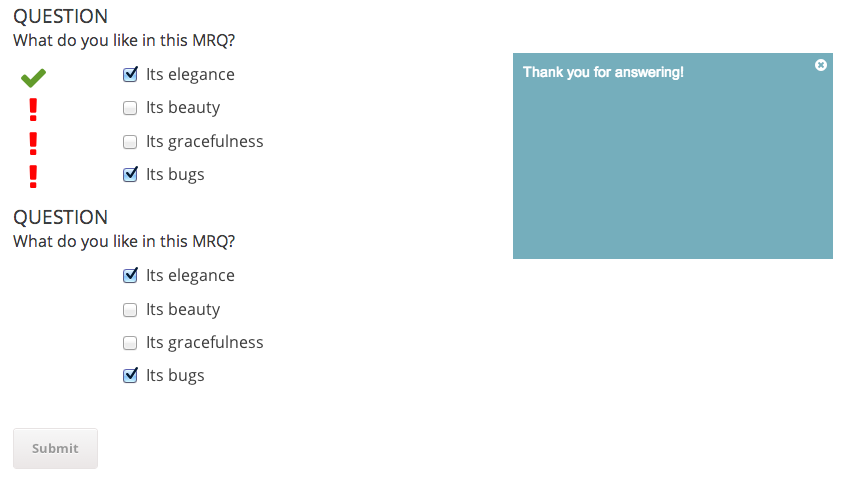 QUESTION
What do you like in this MRQ?
Its elegance
Its beauty
Its gracefulness
Its bugs
Thank you for answering!
QUESTION
What do you like in this MRQ?
Its elegance
Its beauty
Its gracefulness
Its bugs
Submit